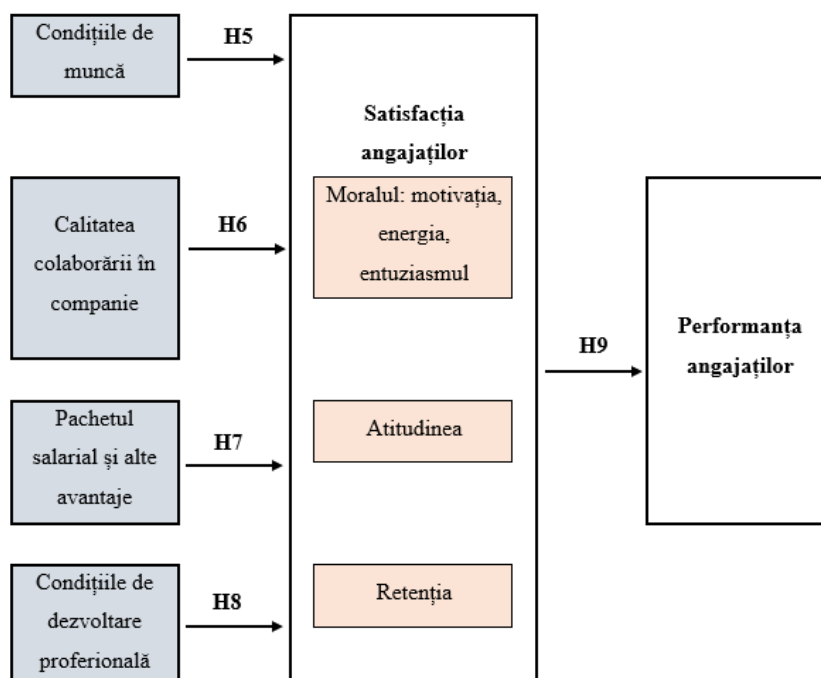 Condițiile de
muncă
H5
Satisfacția
angajaților
Calitatea
colaborării în
companie
H6
Moralul: motivația,
energia,
entuziasmul
H9
Performanța
angajaților
Pachetul
salarial și alte
avantaje
H7
Atitudinea
Condițiile de
dezvoltare
proferională
H8
Retenția